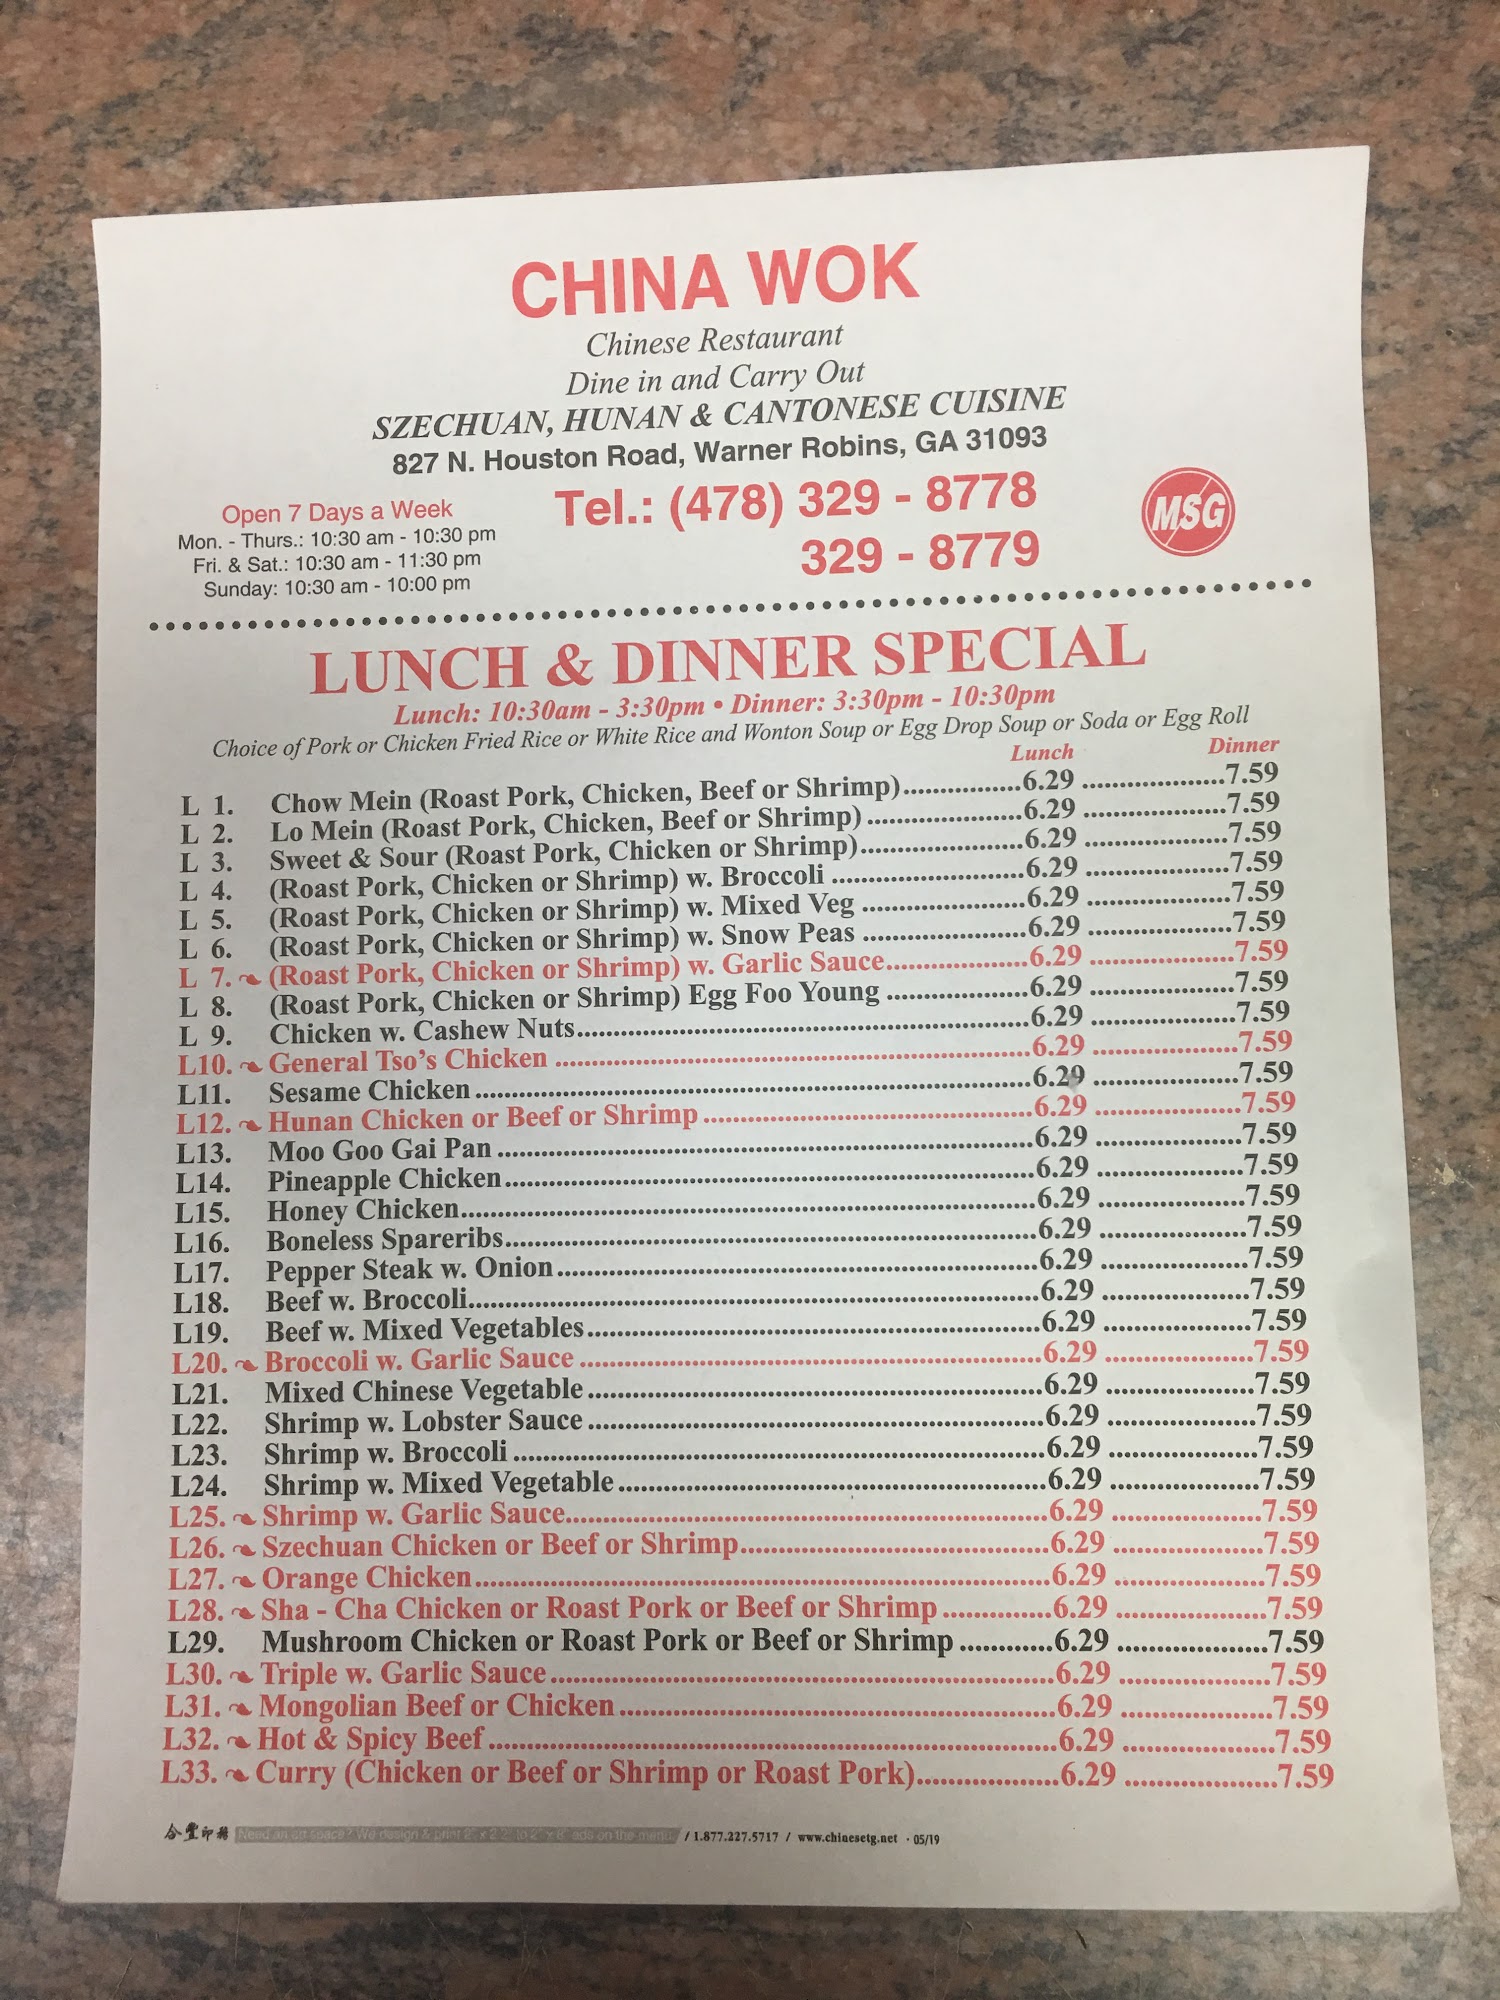 CHINA WOK
Chinese Restaurant
Dine in and Carry Out
SZECHUAN, HUNAN & CANTONESE CUISINE
827 N. Houston Road, Warner Robins, GA 31093
Tel.: (478) 329 - 8778
329 - 8779
MSG
Open 7 Days a Week
Mon. - Thurs.: 10:30 am - 10:30 pm
Fri. & Sat.: 10:30 am - 11:30 pm
Sunday: 10:30 am - 10:00 pm
LUNCH & DINNER SPECIAL
Lunch: 10:30am - 3:30pm • Dinner: 3:30pm - 10:30pm
Choice of Pork or Chicken Fried Rice or White Rice and Wonton Soup or Egg Drop Soup or Soda or Egg Roll
Lunch Dinner
L 1. Chow Mein (Roast Pork, Chicken, Beef or Shrimp) 6.29 7.59
L 2. Lo Mein (Roast Pork, Chicken, Beef or Shrimp) 6.29 7.59
L 3. Sweet & Sour (Roast Pork, Chicken or Shrimp) 6.29 7.59
L 4. (Roast Pork, Chicken or Shrimp) w. Broccoli 6.29 7.59
L 5. (Roast Pork, Chicken or Shrimp) w. Mixed Veg 6.29 7.59
L 6. (Roast Pork, Chicken or Shrimp) w. Snow Peas 6.29 7.59
L 7. (Roast Pork, Chicken or Shrimp) w. Garlic Sauce 6.29 7.59
L 8. (Roast Pork, Chicken or Shrimp) Egg Foo Young 6.29 7.59
L 9. Chicken w. Cashew Nuts 6.29 7.59
L10. General Tso's Chicken 6.29 7.59
L11. Sesame Chicken 6.29 7.59
L12. Hunan Chicken or Beef or Shrimp 6.29 7.59
L13. Moo Goo Gai Pan 6.29 7.59
L14. Pineapple Chicken 6.29 7.59
L15. Honey Chicken 6.29 7.59
L16. Boneless Spareribs 6.29 7.59
L17. Pepper Steak w. Onion 6.29 7.59
L18. Beef w. Broccoli 6.29 7.59
L19. Beef w. Mixed Vegetables 6.29 7.59
L20. Broccoli w. Garlic Sauce 6.29 7.59
L21. Mixed Chinese Vegetable 6.29 7.59
L22. Shrimp w. Lobster Sauce 6.29 7.59
L23. Shrimp w. Broccoli 6.29 7.59
L24. Shrimp w. Mixed Vegetable 6.29 7.59
L25. Shrimp w. Garlic Sauce 6.29 7.59
L26. Szechuan Chicken or Beef or Shrimp 6.29 7.59
L27. Orange Chicken 6.29 7.59
L28. Sha - Cha Chicken or Roast Pork or Beef or Shrimp 6.29 7.59
L29. Mushroom Chicken or Roast Pork or Beef or Shrimp 6.29 7.59
L30. Triple w. Garlic Sauce 6.29 7.59
L31. Mongolian Beef or Chicken 6.29 7.59
L32. Hot & Spicy Beef 6.29 7.59
L33. Curry (Chicken or Beef or Shrimp or Roast Pork) 6.29 7.59
Need an art space? We design & print / 1.877.227.5717 / www.chinesetg.net · 05/19